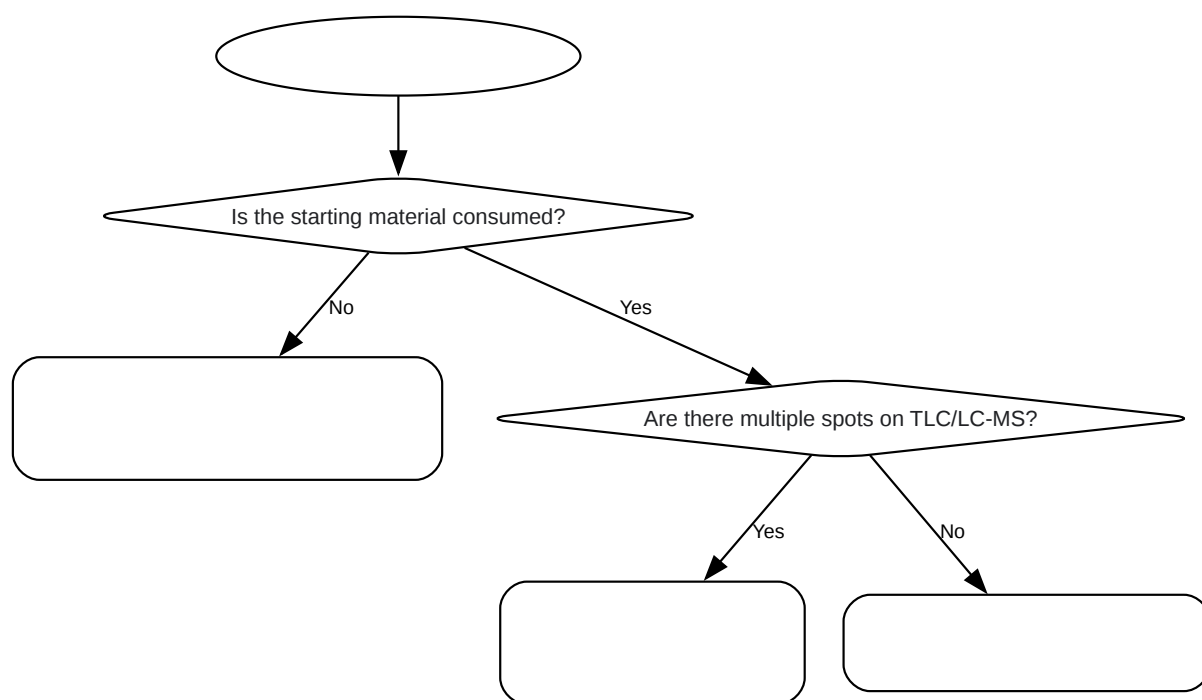 Is the starting material consumed?
No
Yes
Are there multiple spots on TLC/LC-MS?
Yes
No